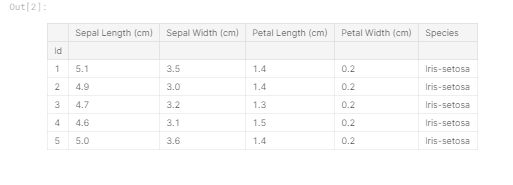 Out[2]:
Sepal Length (cm) Sepal Width (cm) Petal Length (cm) Petal Width (cm) Species
Id
1 5.1 3.5 1.4 0.2 Iris-setosa
2 4.9 3.0 1.4 0.2 Iris-setosa
3 4.7 3.2 1.3 0.2 Iris-setosa
4 4.6 3.1 1.5 0.2 Iris-setosa
5 5.0 3.6 1.4 0.2 Iris-setosa